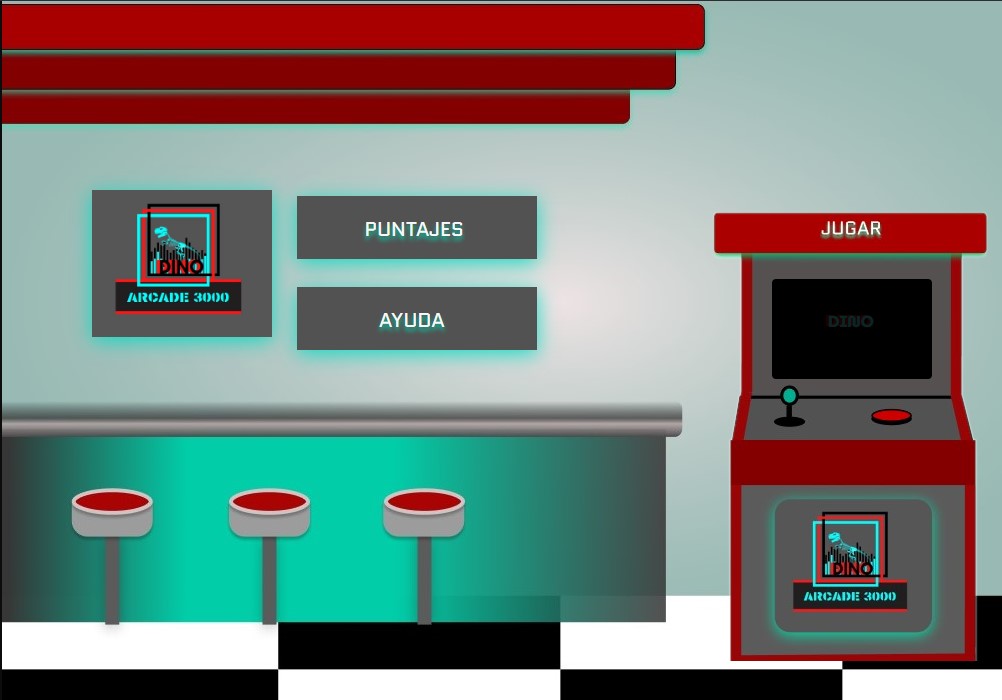 DINO
ARCADE 3000
PUNTAJES
AYUDA
JUGAR
DINO
DINO
ARCADE 3000